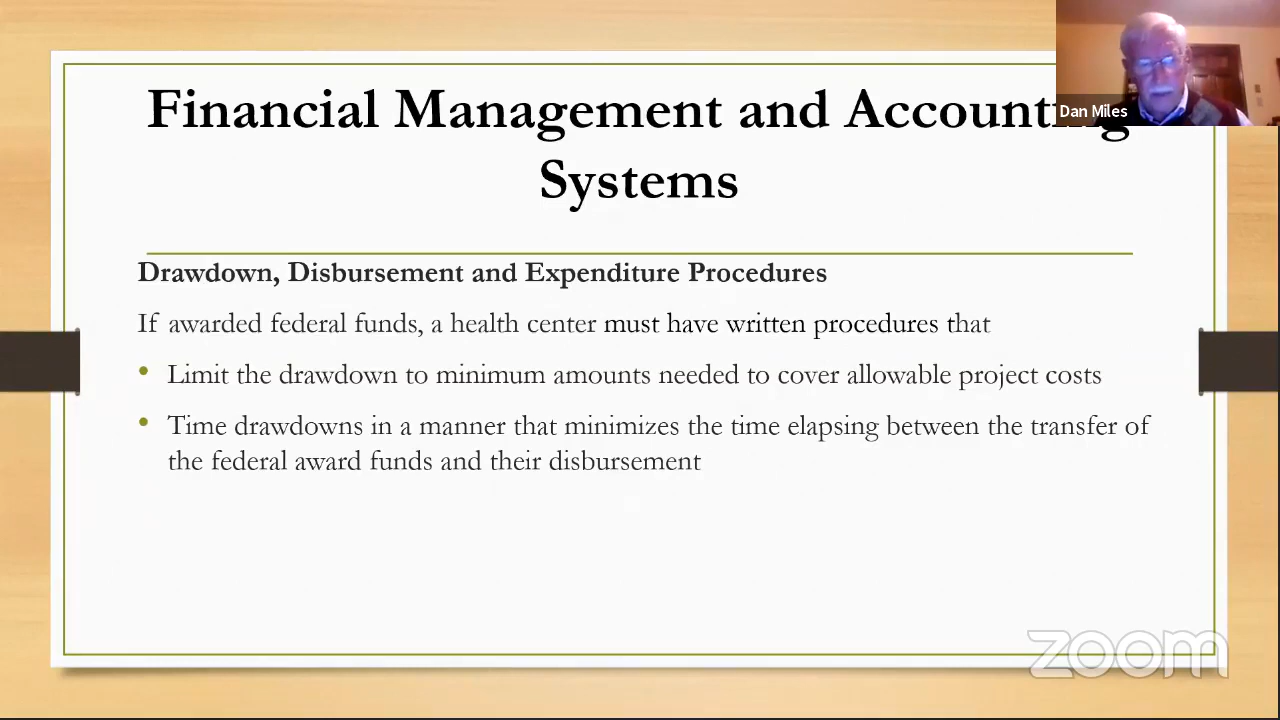 Financial Management and Accounting
Systems
Dan Miles
Drawdown, Disbursement and Expenditure Procedures
If awarded federal funds, a health center must have written procedures that
• Limit the drawdown to minimum amounts needed to cover allowable project costs
• Time drawdowns in a manner that minimizes the time elapsing between the transfer of
the federal award funds and their disbursement
zoom